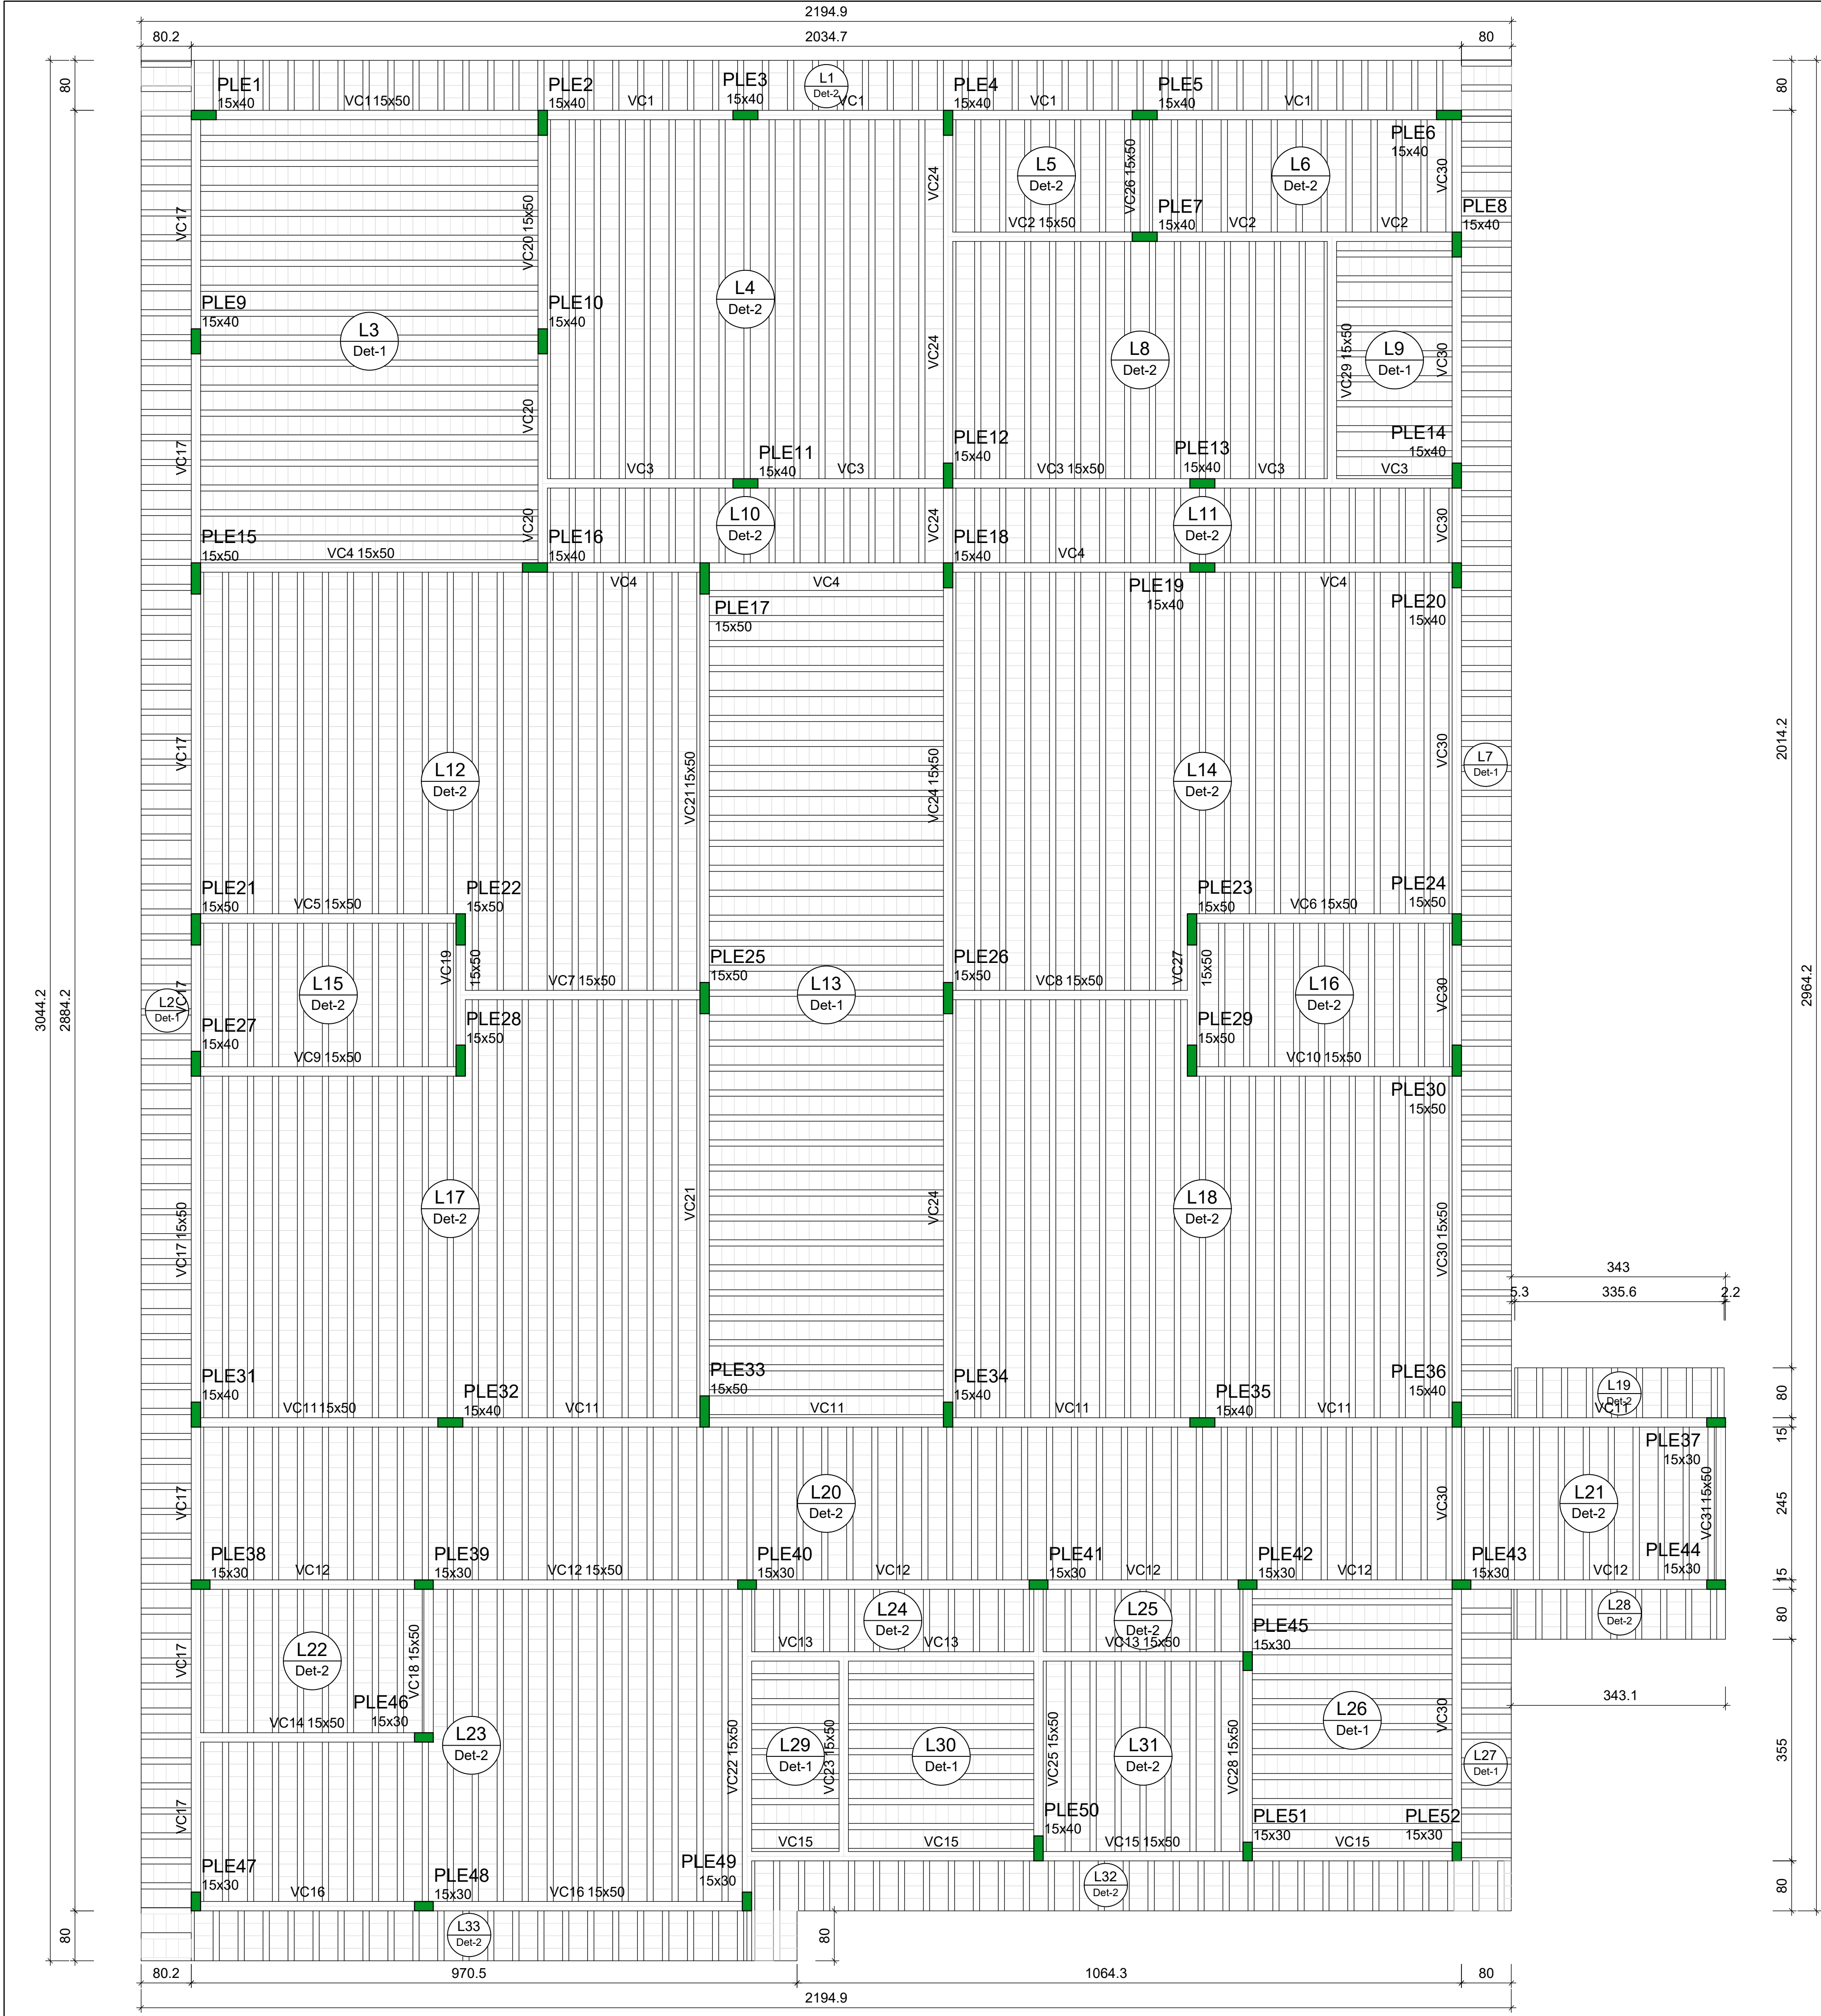 2194.9
80.2
2034.7
80
80
80
PLE1
15x40
VC1 15x50
PLE2
15x40
VC1
PLE3
15x40
L1
Det-2
VC1
PLE4
15x40
VC1
PLE5
15x40
VC1
PLE6
15x40
VC17
VC20 15x50
VC24
L5
Det-2
VC26 15x50
L6
Det-2
VC30
PLE7
15x40
PLE8
15x40
VC2 15x50
VC2
VC2
L4
Det-2
PLE9
15x40
PLE10
15x40
L3
Det-1
VC24
L8
Det-2
VC29 15x50
L9
Det-1
VC30
VC20
VC17
PLE11
15x40
PLE12
15x40
PLE13
15x40
PLE14
15x40
VC3
VC3
VC3 15x50
VC3
VC3
VC20
L10
Det-2
VC24
L11
Det-2
VC30
PLE15
15x50
VC4 15x50
PLE16
15x40
PLE18
15x40
VC4
VC4
VC4
VC4
PLE17
15x50
PLE19
15x40
PLE20
15x40
2014.2
VC17
L12
Det-2
VC21 15x50
VC24 15x50
L14
Det-2
VC30
L7
Det-1
PLE21
15x50
VC5 15x50
PLE22
15x50
PLE23
15x50
VC6 15x50
PLE24
15x50
3044.2
2884.2
2964.2
L2
Det-1
VC17
L15
Det-2
VC19
15x50
VC7 15x50
PLE25
15x50
L13
Det-1
PLE26
15x50
VC8 15x50
VC27
15x50
L16
Det-2
VC30
PLE27
15x40
VC9 15x50
PLE28
15x50
PLE29
15x50
VC10 15x50
PLE30
15x50
VC17 15x50
L17
Det-2
VC21
VC24
L18
Det-2
VC30 15x50
343
5.3
335.6
2.2
PLE31
15x40
VC11 15x50
PLE32
15x40
VC11
PLE33
15x50
VC11
PLE34
15x40
VC11
PLE35
15x40
VC11
PLE36
15x40
L19
Det-2
VC11
80
15
PLE37
15x30
VC17
L20
Det-2
VC30
L21
Det-2
VC31 15x50
245
PLE38
15x30
VC12
PLE39
15x30
VC12 15x50
PLE40
15x30
VC12
PLE41
15x30
VC12
PLE42
15x30
VC12
PLE43
15x30
VC12
PLE44
15x30
15
L24
Det-2
L25
Det-2
L28
Det-2
80
VC13
VC13
VC13 15x50
PLE45
15x30
VC17
L22
Det-2
VC18 15x50
PLE46
15x30
VC14 15x50
L23
Det-2
VC22 15x50
L29
Det-1
VC23 15x50
L30
Det-1
VC25 15x50
L31
Det-2
VC28 15x50
L26
Det-1
VC30
L27
Det-1
343.1
355
VC17
PLE50
15x40
PLE51
15x30
PLE52
15x30
VC15
VC15
VC15 15x50
VC15
PLE47
15x30
VC16
PLE48
15x30
VC16 15x50
PLE49
15x30
L32
Det-2
80
L33
Det-2
80
80
80.2
970.5
1064.3
80
2194.9